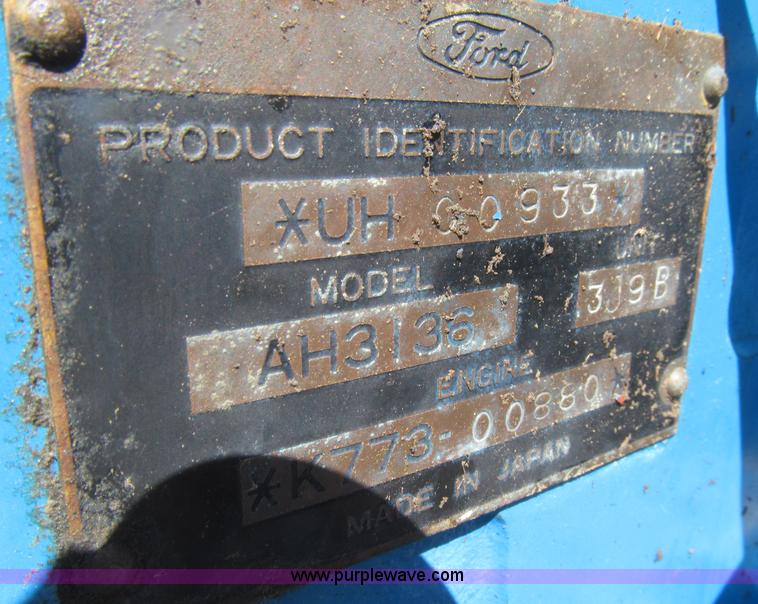 Ford
PRODUCT IDENTIFICATION NUMBER
*UH 00933*
MODEL
UNIT
AH3136
3J9B
ENGINE
*K773-00880*
MADE IN JAPAN
www.purplewave.com